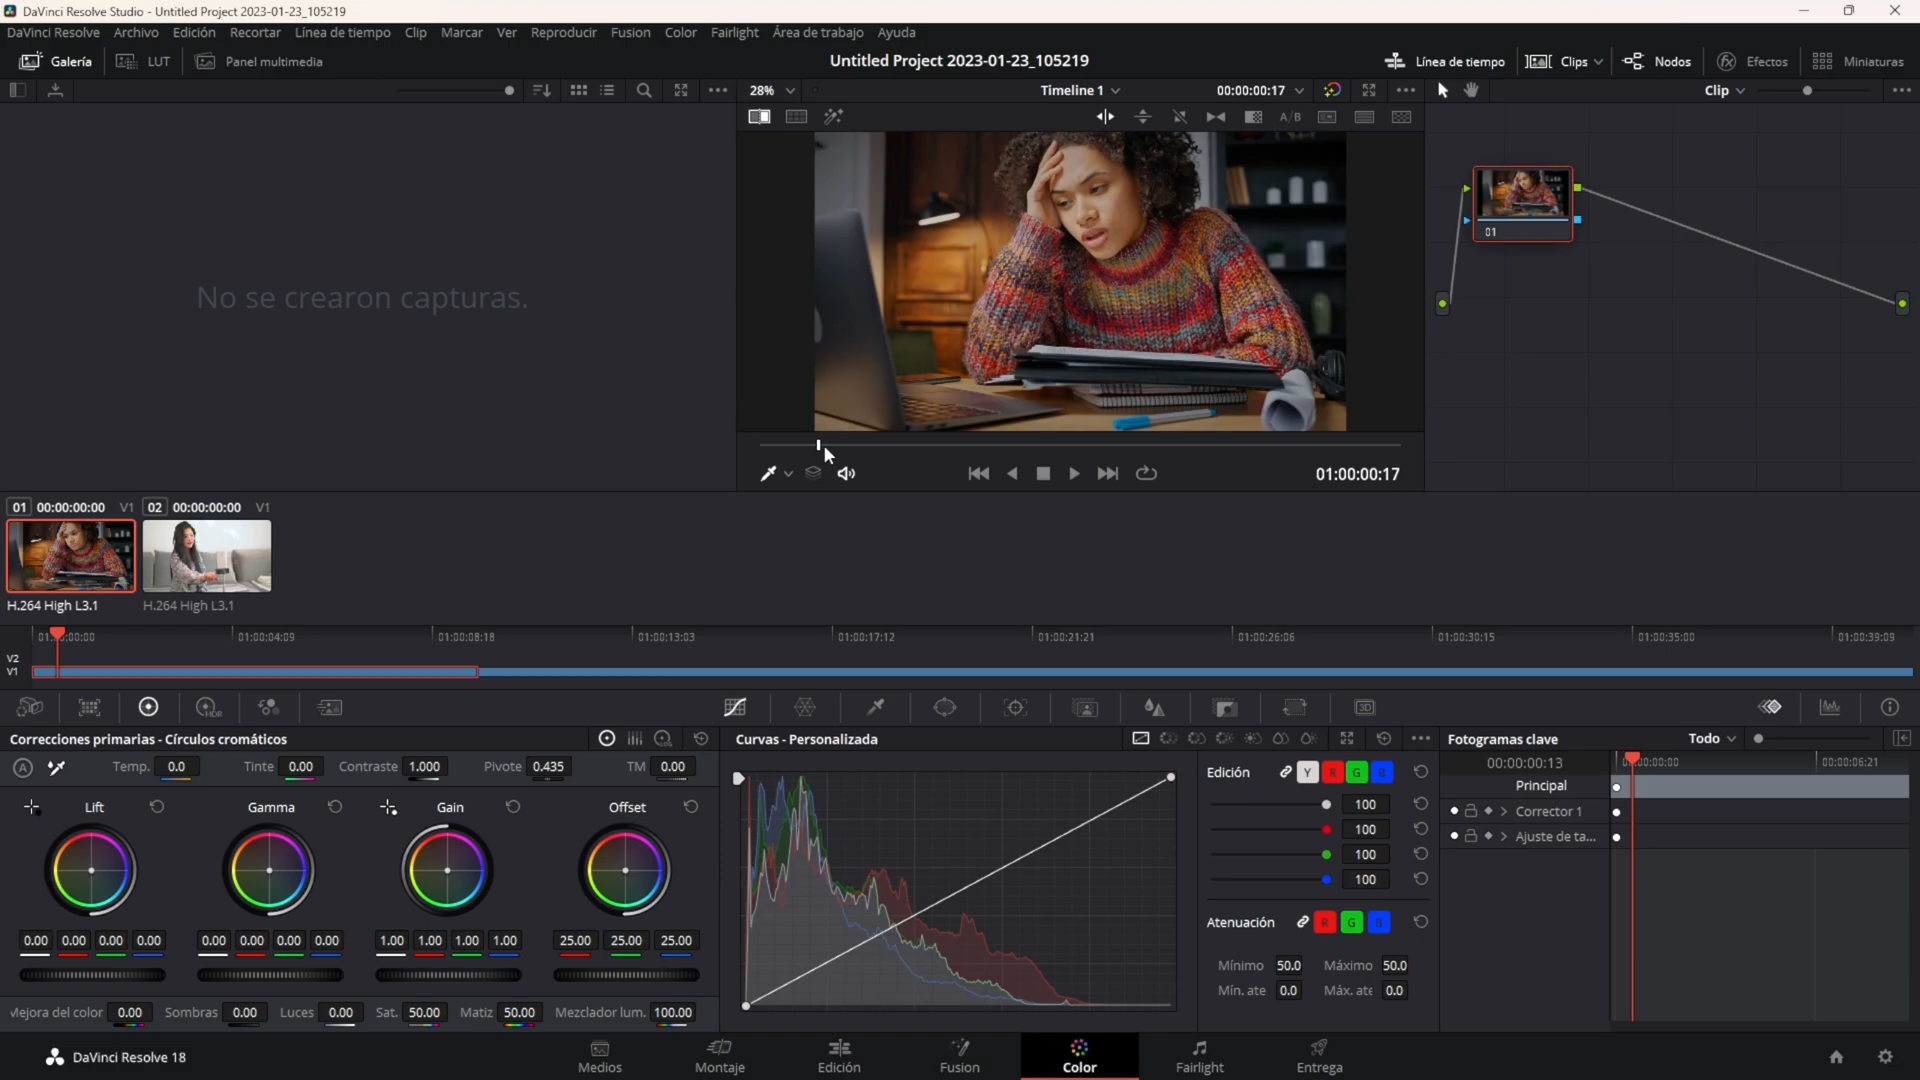 DaVinci Resolve Studio - Untitled Project 2023-01-23_105219
DaVinci Resolve Archivo Edición Recortar Línea de tiempo Clip Marcar Ver Reproducir Fusion Color Fairlight Área de trabajo Ayuda
Galería LUT Panel multimedia Untitled Project 2023-01-23_105219 Línea de tiempo Clips Nodos Efectos Miniaturas
28% Timeline 1 00:00:00:17 Clip
A/B
No se crearon capturas.
01
01:00:00:17
01 00:00:00:00 V1 02 00:00:00:00 V1
H.264 High L3.1 H.264 High L3.1
01:00:04:09 01:00:08:18 01:00:13:03 01:00:17:12 01:00:21:21 01:00:26:06 01:00:30:15 01:00:35:00 01:00:39:09
V2
V1
HDR 3D
Correcciones primarias - Círculos cromáticos Curvas - Personalizada Fotogramas clave Todo
A Temp. 0.0 Tinte 0.00 Contraste 1.000 Pivote 0.435 TM 0.00
Edición Y R G B
00:00:00:13 00:00:06:21
Principal
Lift Gamma Gain Offset
100
100
100
100
Corrector 1
Ajuste de ta...
Atenuación R G B
0.00 0.00 0.00 0.00 0.00 0.00 0.00 0.00 1.00 1.00 1.00 1.00 25.00 25.00 25.00
Mínimo 50.0 Máximo 50.0
Mín. ate 0.0 Máx. ate 0.0
Mejora del color 0.00 Sombras 0.00 Luces 0.00 Sat. 50.00 Matiz 50.00 Mezclador lum. 100.00
DaVinci Resolve 18
Medios Montaje Edición Fusion Color Fairlight Entrega